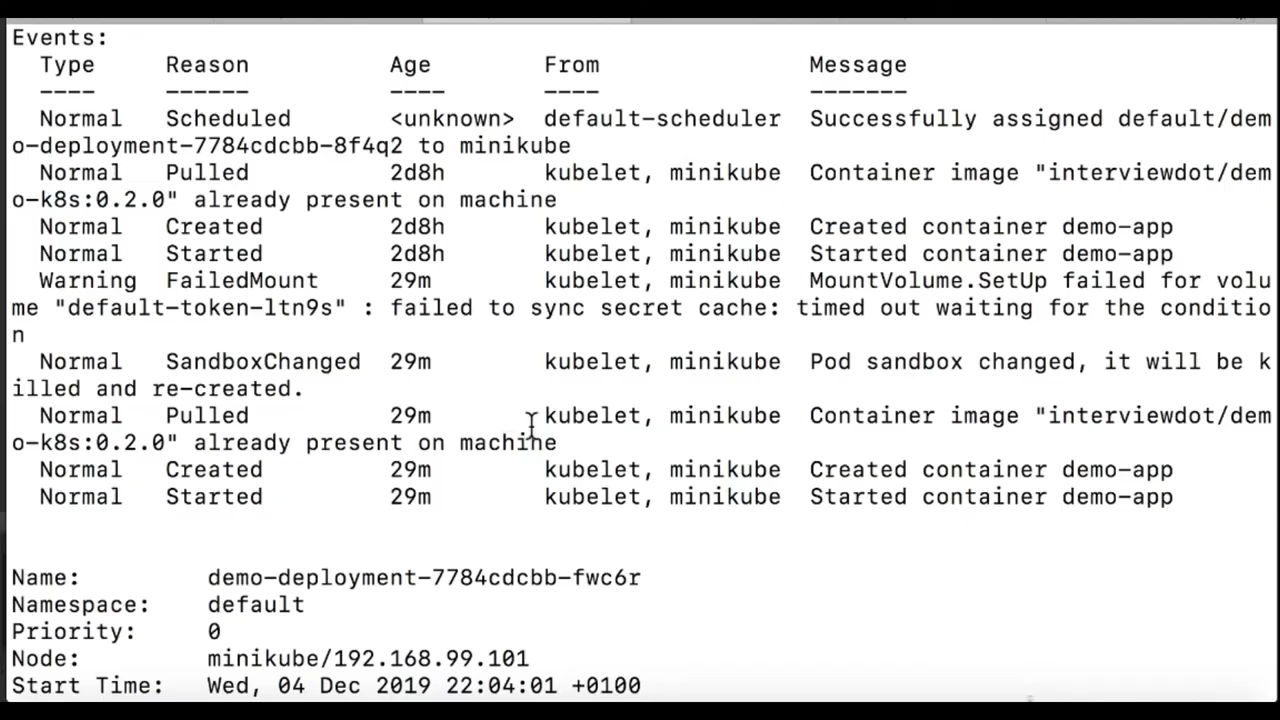 Events:
Type Reason Age From Message
---- ------ ---- ---- -------
Normal Scheduled <unknown> default-scheduler Successfully assigned default/dem
o-deployment-7784cdcbb-8f4q2 to minikube
Normal Pulled 2d8h kubelet, minikube Container image "interviewdot/dem
o-k8s:0.2.0" already present on machine
Normal Created 2d8h kubelet, minikube Created container demo-app
Normal Started 2d8h kubelet, minikube Started container demo-app
Warning FailedMount 29m kubelet, minikube MountVolume.SetUp failed for volu
me "default-token-ltn9s" : failed to sync secret cache: timed out waiting for the conditio
n
Normal SandboxChanged 29m kubelet, minikube Pod sandbox changed, it will be k
illed and re-created.
Normal Pulled 29m kubelet, minikube Container image "interviewdot/dem
o-k8s:0.2.0" already present on machine
Normal Created 29m kubelet, minikube Created container demo-app
Normal Started 29m kubelet, minikube Started container demo-app
Name: demo-deployment-7784cdcbb-fwc6r
Namespace: default
Priority: 0
Node: minikube/192.168.99.101
Start Time: Wed, 04 Dec 2019 22:04:01 +0100